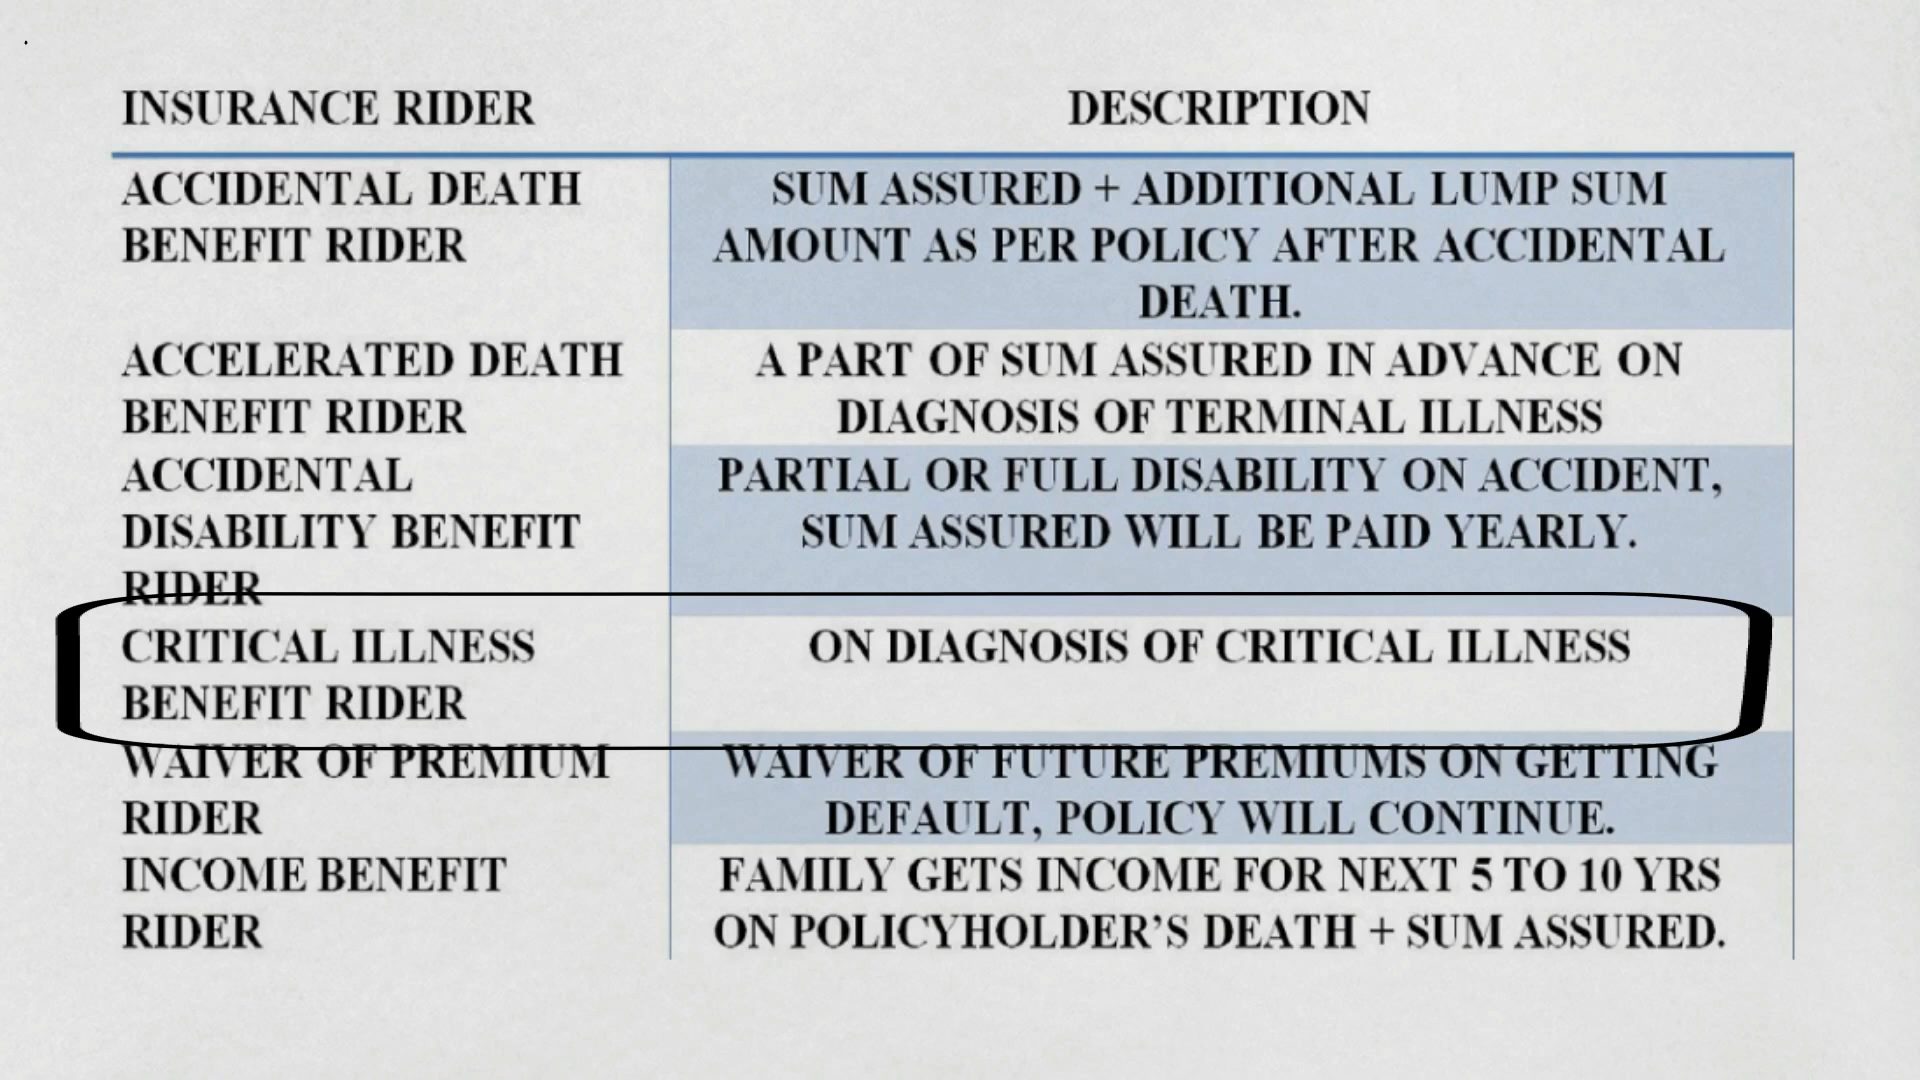 INSURANCE RIDER
DESCRIPTION
ACCIDENTAL DEATH
BENEFIT RIDER
SUM ASSURED + ADDITIONAL LUMP SUM
AMOUNT AS PER POLICY AFTER ACCIDENTAL
DEATH.
ACCELERATED DEATH
BENEFIT RIDER
A PART OF SUM ASSURED IN ADVANCE ON
DIAGNOSIS OF TERMINAL ILLNESS
ACCIDENTAL
DISABILITY BENEFIT
RIDER
PARTIAL OR FULL DISABILITY ON ACCIDENT,
SUM ASSURED WILL BE PAID YEARLY.
CRITICAL ILLNESS
BENEFIT RIDER
ON DIAGNOSIS OF CRITICAL ILLNESS
WAIVER OF PREMIUM
RIDER
WAIVER OF FUTURE PREMIUMS ON GETTING
DEFAULT, POLICY WILL CONTINUE.
INCOME BENEFIT
RIDER
FAMILY GETS INCOME FOR NEXT 5 TO 10 YRS
ON POLICYHOLDER’S DEATH + SUM ASSURED.